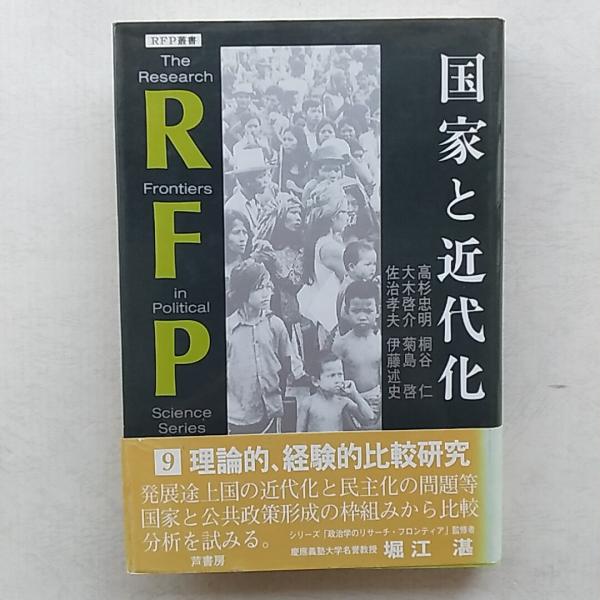 RFP叢書
The
Research
R
Frontiers
F
in
Political
P
Science
Series
国家と近代化
高杉忠明 桐谷 仁
大木啓介 菊島 啓
佐治孝夫 伊藤述史
9 理論的、経験的比較研究
発展途上国の近代化と民主化の問題等
国家と公共政策形成の枠組みから比較
分析を試みる。
シリーズ「政治学のリサーチ・フロンティア」監修者
慶應義塾大学名誉教授 堀江 湛
芦書房